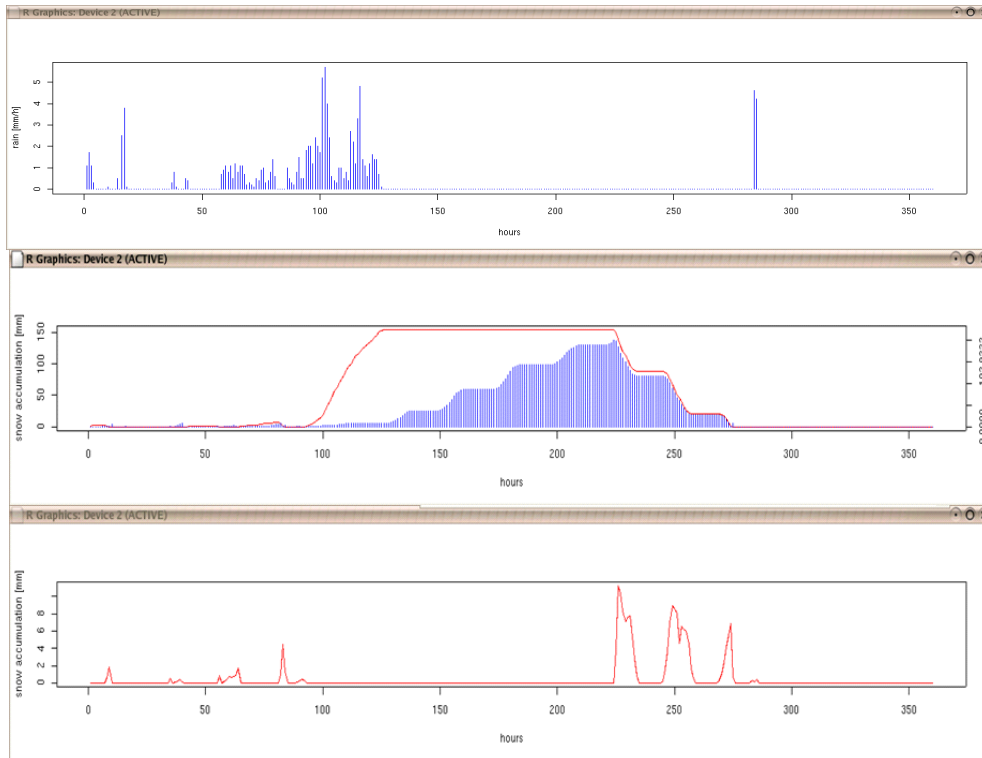 R Graphics: Device 2 (ACTIVE)
rain [mm/h]
0 1 2 3 4 5
0 50 100 150 200 250 300 350
hours
R Graphics: Device 2 (ACTIVE)
snow accumulation [mm]
0 50 100 150
0 50 100 150 200 250 300 350
hours
R Graphics: Device 2 (ACTIVE)
snow accumulation [mm]
0 2 4 6 8
0 50 100 150 200 250 300 350
hours